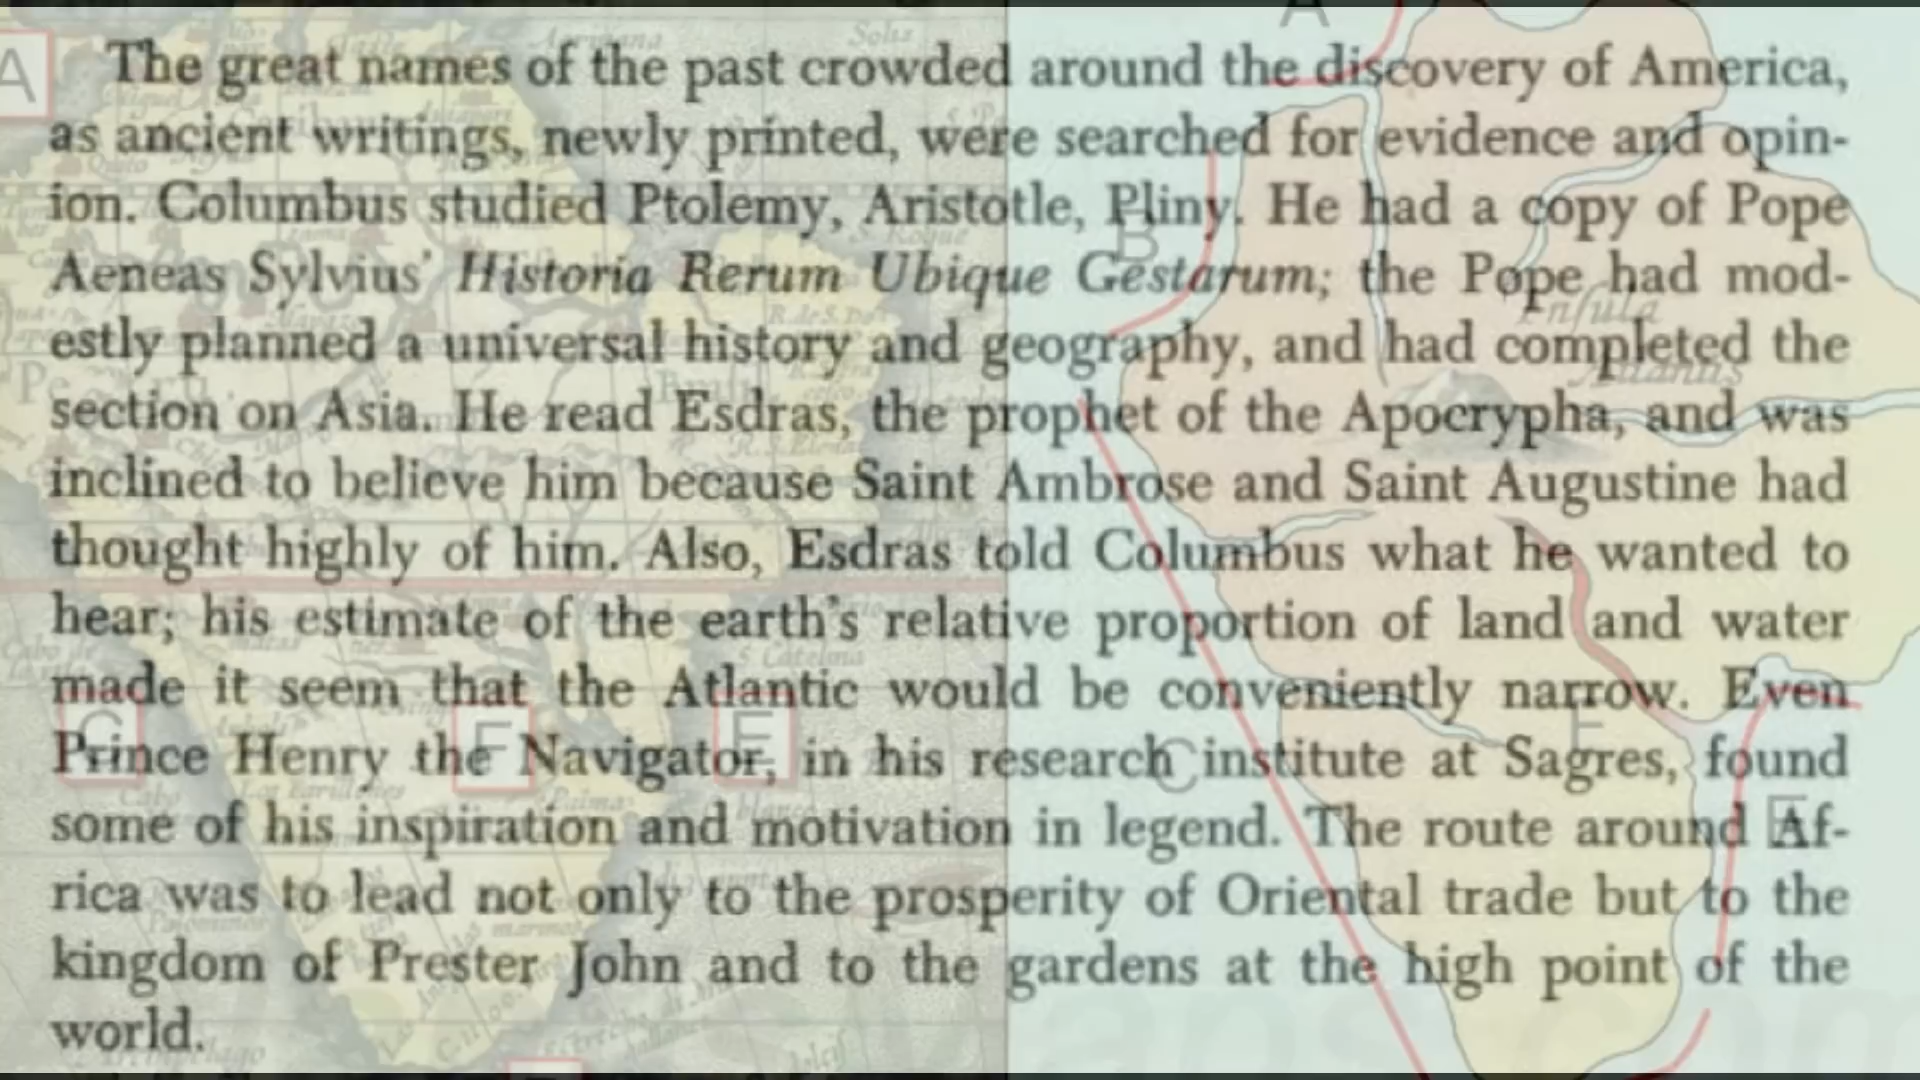 The great names of the past crowded around the discovery of America,
as ancient writings, newly printed, were searched for evidence and opin-
ion. Columbus studied Ptolemy, Aristotle, Pliny. He had a copy of Pope
Aeneas Sylvius' Historia Rerum Ubique Gestarum; the Pope had mod-
estly planned a universal history and geography, and had completed the
section on Asia. He read Esdras, the prophet of the Apocrypha, and was
inclined to believe him because Saint Ambrose and Saint Augustine had
thought highly of him. Also, Esdras told Columbus what he wanted to
hear; his estimate of the earth's relative proportion of land and water
made it seem that the Atlantic would be conveniently narrow. Even
Prince Henry the Navigator, in his research institute at Sagres, found
some of his inspiration and motivation in legend. The route around Af-
rica was to lead not only to the prosperity of Oriental trade but to the
kingdom of Prester John and to the gardens at the high point of the
world.
A
A
B
Insula
Atlantis
C
F
E
C
F
E